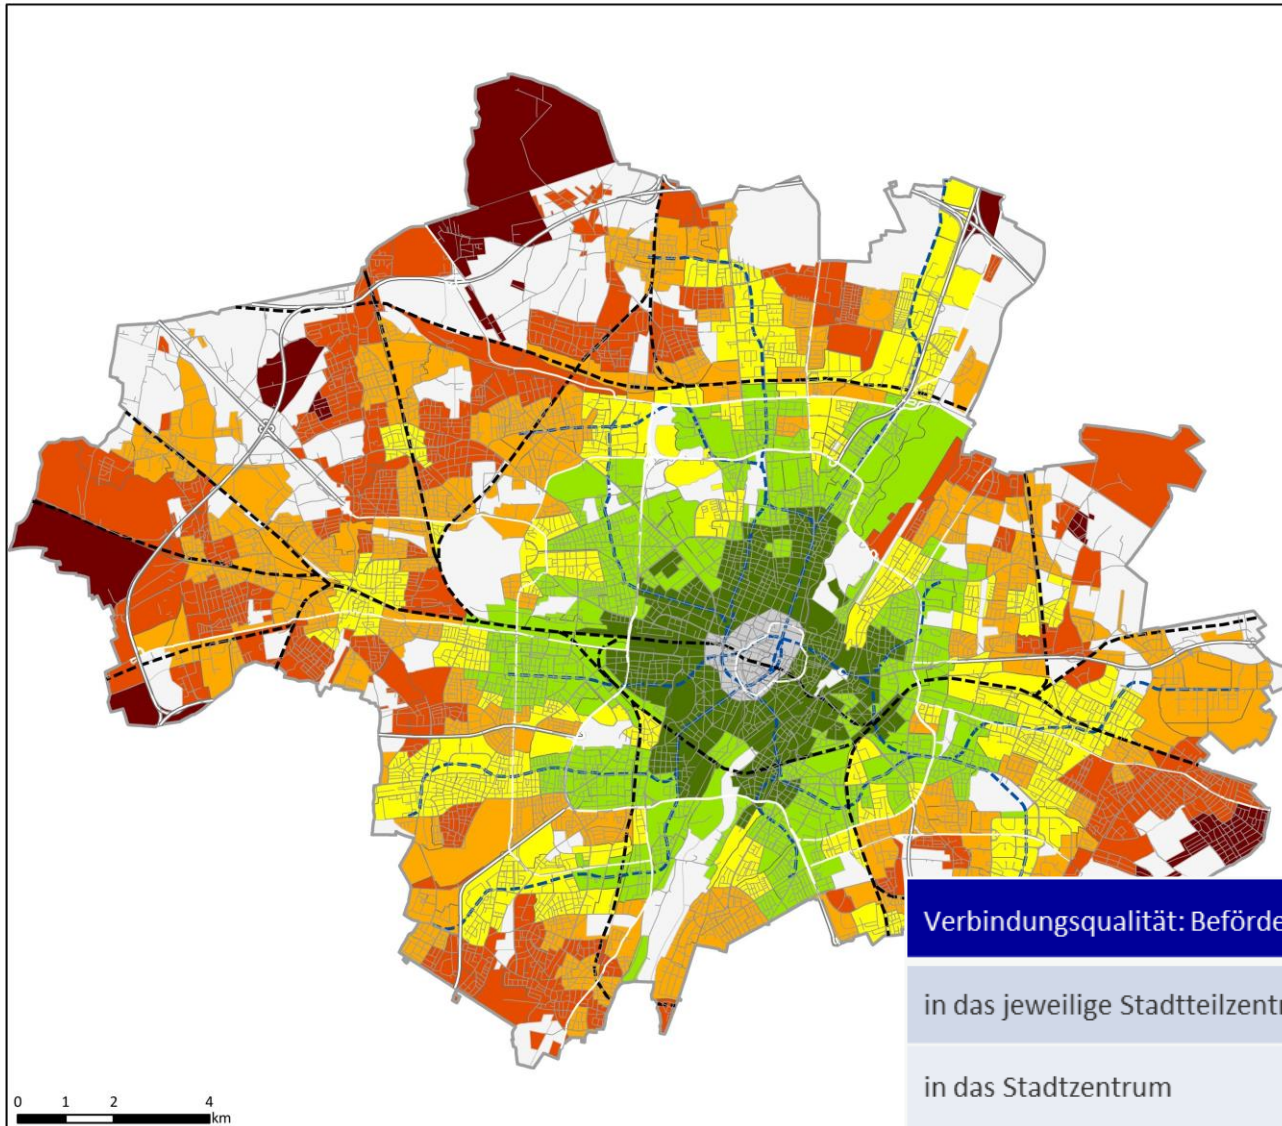 Verbindungsqualität: Beförde
in das jeweilige Stadtteilzentr
in das Stadtzentrum
0 1 2 4
km